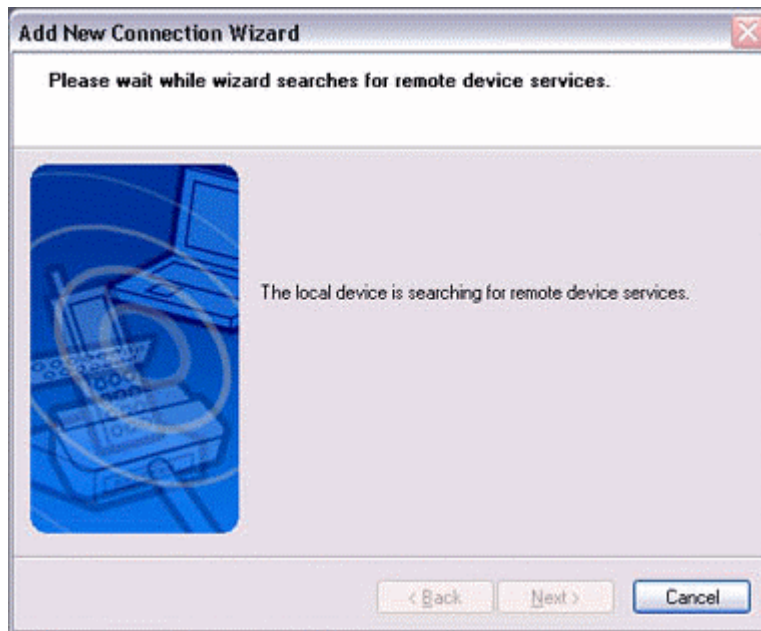 Add New Connection Wizard
Please wait while wizard searches for remote device services.
The local device is searching for remote device services.
< Back Next > Cancel